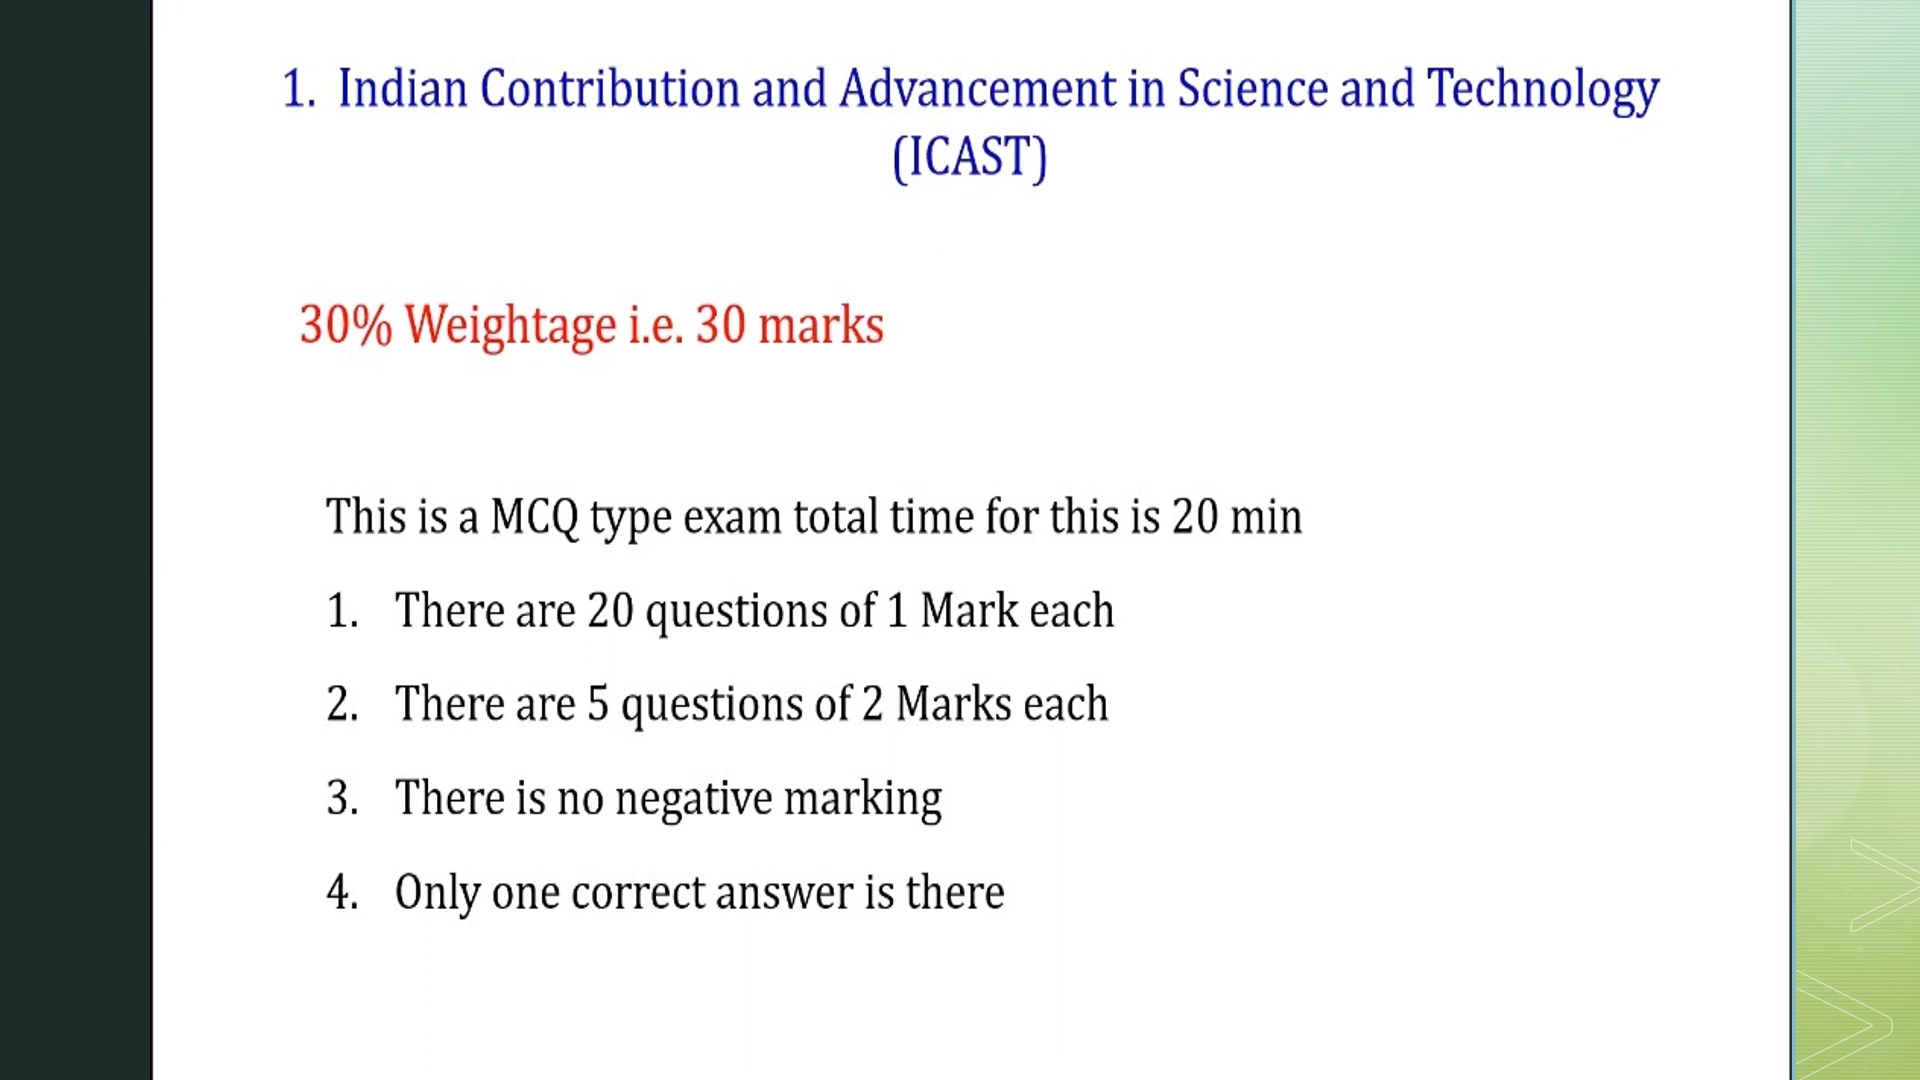 1. Indian Contribution and Advancement in Science and Technology
(ICAST)
30% Weightage i.e. 30 marks
This is a MCQ type exam total time for this is 20 min
1. There are 20 questions of 1 Mark each
2. There are 5 questions of 2 Marks each
3. There is no negative marking
4. Only one correct answer is there